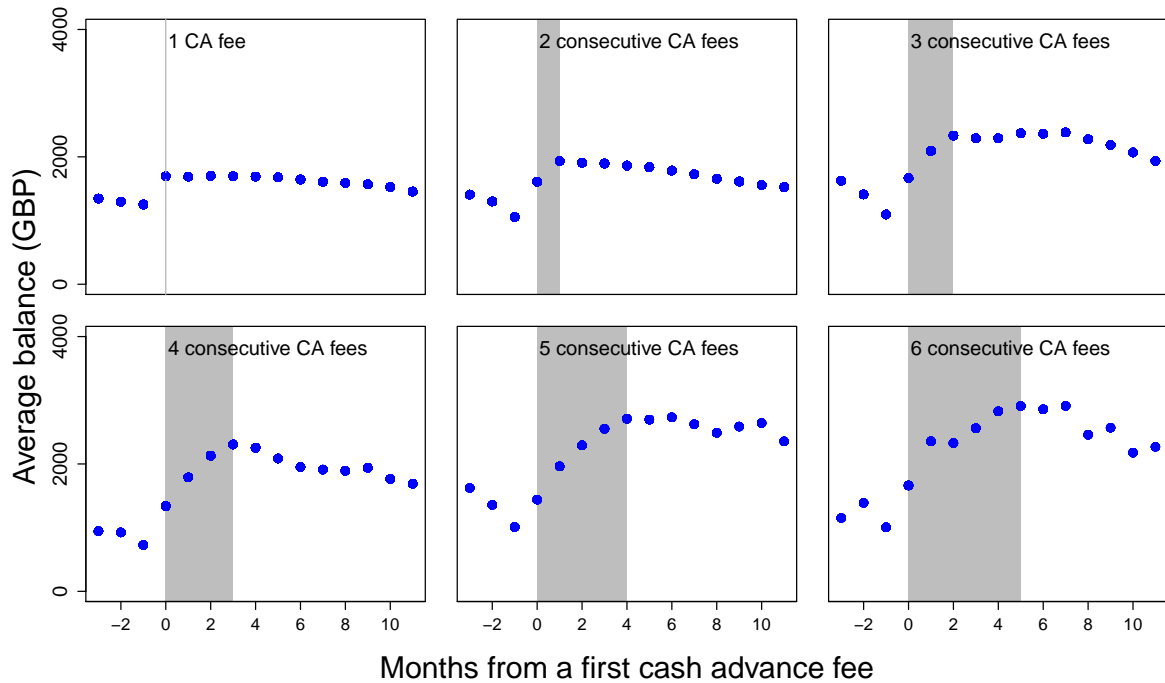 1 CA fee
2 consecutive CA fees
3 consecutive CA fees
4000
2000
0
4 consecutive CA fees
5 consecutive CA fees
6 consecutive CA fees
4000
2000
0
Average balance (GBP)
−2 0 2 4 6 8 10
−2 0 2 4 6 8 10
−2 0 2 4 6 8 10
Months from a first cash advance fee